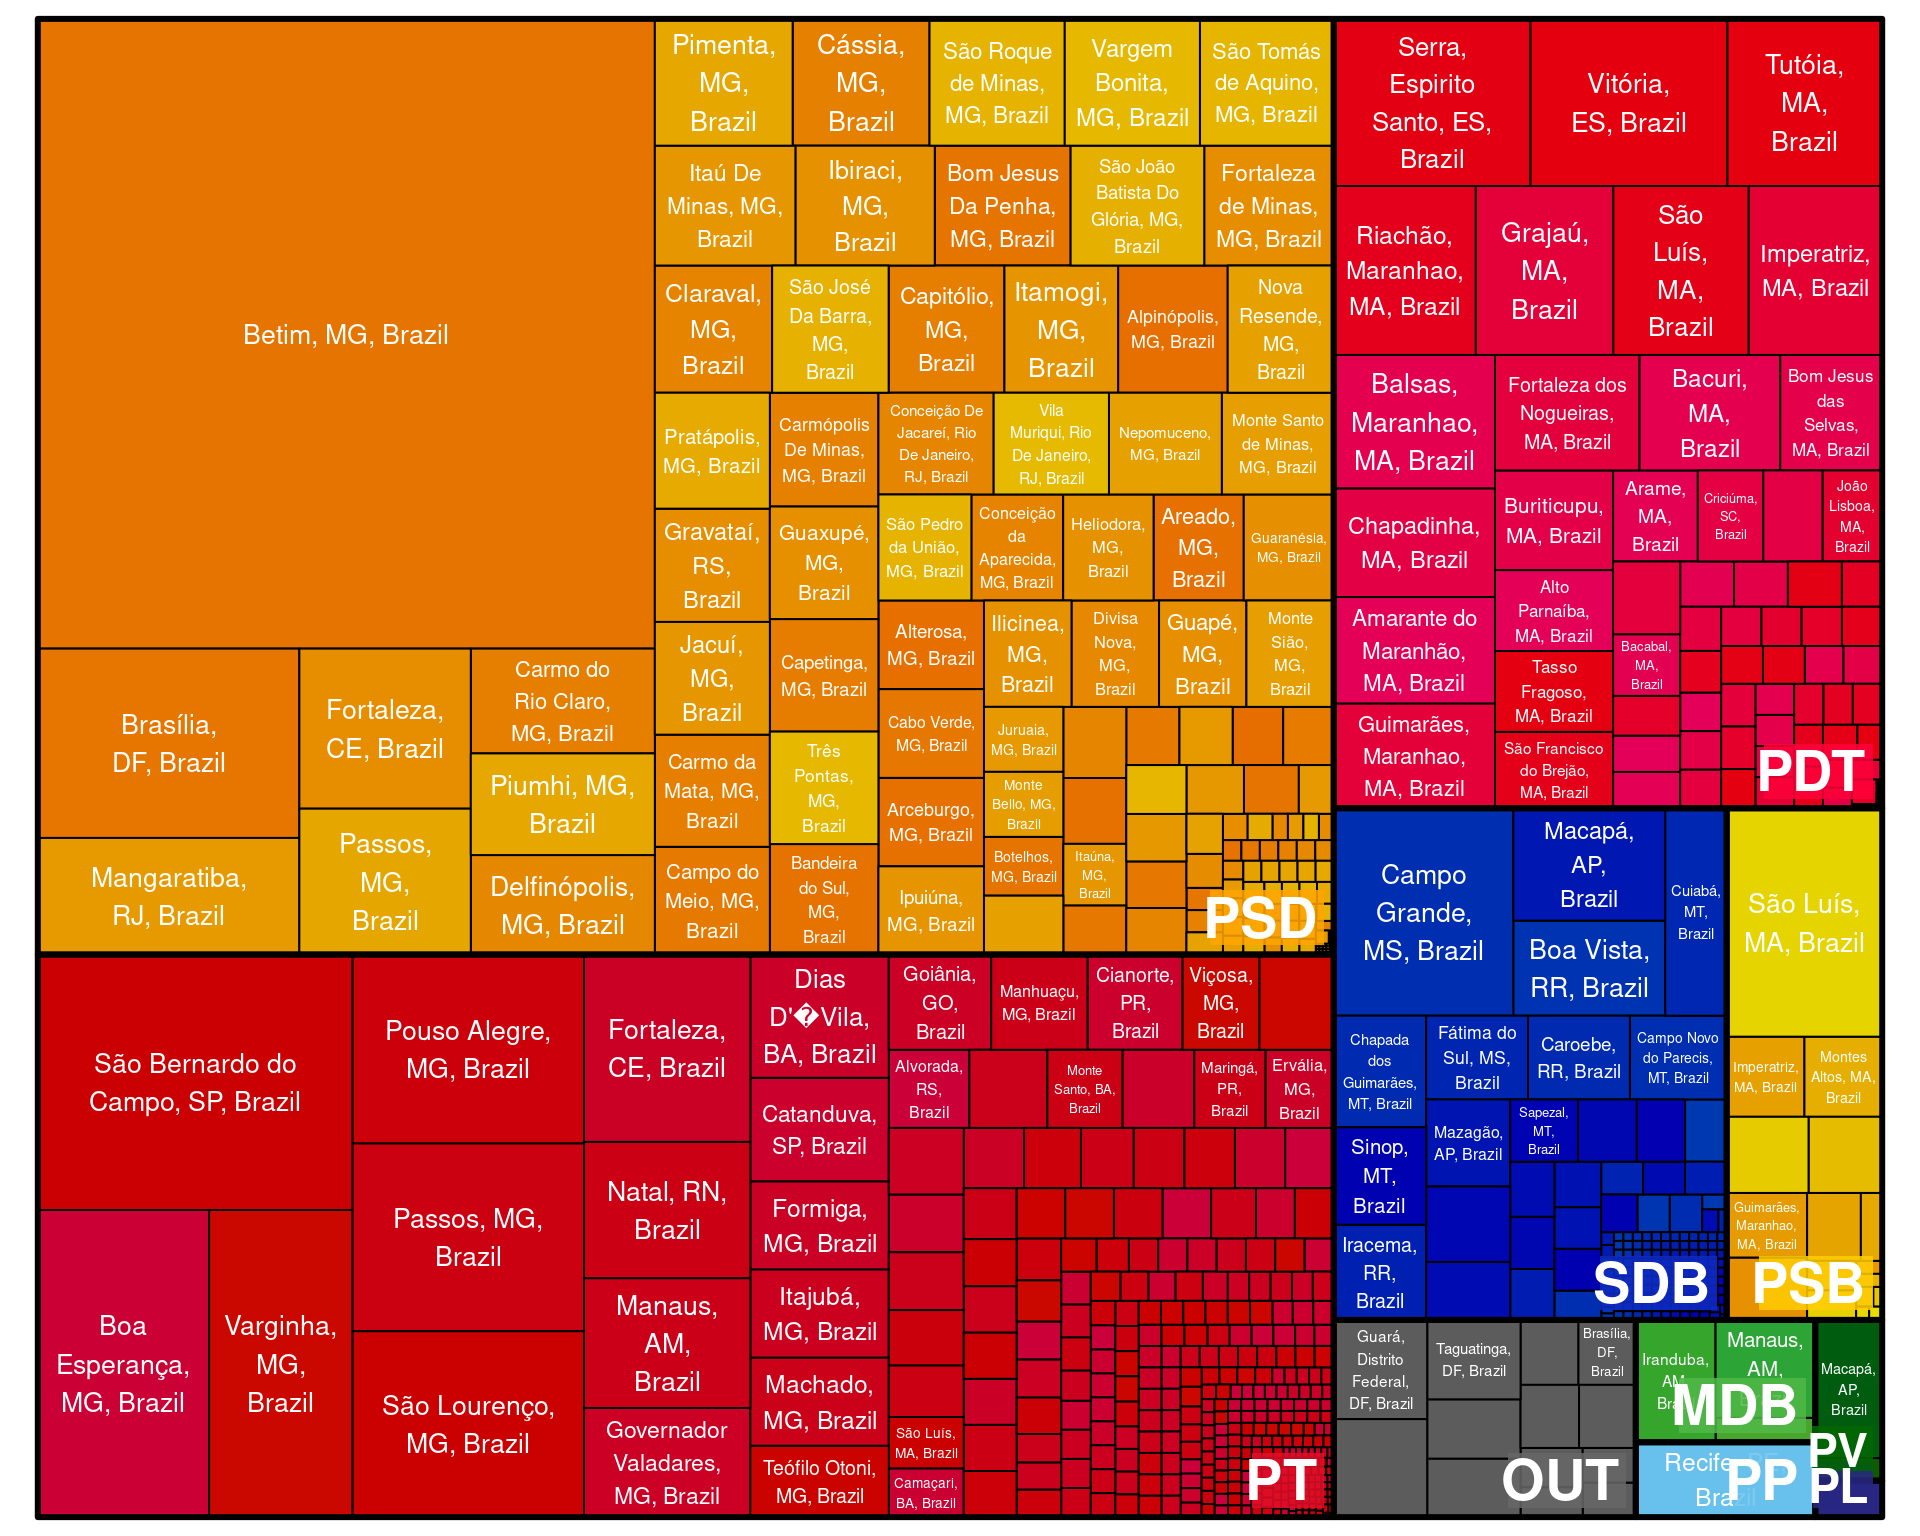 Betim, MG, Brazil
Brasília,
DF, Brazil
Mangaratiba,
RJ, Brazil
Fortaleza,
CE, Brazil
Passos,
MG,
Brazil
Carmo do
Rio Claro,
MG, Brazil
Piumhi, MG,
Brazil
Delfinópolis,
MG, Brazil
Pimenta,
MG,
Brazil
Cássia,
MG,
Brazil
São Roque
de Minas,
MG, Brazil
Vargem
Bonita,
MG, Brazil
São Tomás
de Aquino,
MG, Brazil
Itaú De
Minas, MG,
Brazil
Ibiraci,
MG,
Brazil
Bom Jesus
Da Penha,
MG, Brazil
São João
Batista Do
Glória, MG,
Brazil
Fortaleza
de Minas,
MG, Brazil
Claraval,
MG,
Brazil
São José
Da Barra,
MG,
Brazil
Capitólio,
MG,
Brazil
Itamogi,
MG,
Brazil
Alpinópolis,
MG, Brazil
Nova
Resende,
MG,
Brazil
Pratápolis,
MG, Brazil
Gravataí,
RS,
Brazil
Jacuí,
MG,
Brazil
Carmo da
Mata, MG,
Brazil
Campo do
Meio, MG,
Brazil
Carmópolis
De Minas,
MG, Brazil
Guaxupé,
MG,
Brazil
Capetinga,
MG, Brazil
Três
Pontas,
MG,
Brazil
Bandeira
do Sul,
MG,
Brazil
Conceição De
Jacareí, Rio
De Janeiro,
RJ, Brazil
Vila
Muriqui, Rio
De Janeiro,
RJ, Brazil
Nepomuceno,
MG, Brazil
Monte Santo
de Minas,
MG, Brazil
São Pedro
da União,
MG, Brazil
Conceição
da
Aparecida,
MG, Brazil
Heliodora,
MG,
Brazil
Areado,
MG,
Brazil
Guaranésia,
MG, Brazil
Alterosa,
MG, Brazil
Cabo Verde,
MG, Brazil
Arceburgo,
MG, Brazil
Ipuiúna,
MG, Brazil
Ilicinea,
MG,
Brazil
Divisa
Nova,
MG,
Brazil
Guapé,
MG,
Brazil
Monte
Sião,
MG,
Brazil
Juruaia,
MG, Brazil
Monte
Bello, MG,
Brazil
Botelhos,
MG, Brazil
Itaúna,
MG,
Brazil
PSD
São Bernardo do
Campo, SP, Brazil
Boa
Esperança,
MG, Brazil
Varginha,
MG,
Brazil
Pouso Alegre,
MG, Brazil
Passos, MG,
Brazil
São Lourenço,
MG, Brazil
Fortaleza,
CE, Brazil
Natal, RN,
Brazil
Manaus,
AM,
Brazil
Governador
Valadares,
MG, Brazil
Dias
D'�Vila,
BA, Brazil
Catanduva,
SP, Brazil
Formiga,
MG, Brazil
Itajubá,
MG, Brazil
Machado,
MG, Brazil
Teófilo Otoni,
MG, Brazil
Goiânia,
GO,
Brazil
Manhuaçu,
MG, Brazil
Cianorte,
PR,
Brazil
Viçosa,
MG,
Brazil
Alvorada,
RS,
Brazil
Monte
Santo, BA,
Brazil
Maringá,
PR,
Brazil
Ervália,
MG,
Brazil
São Luís,
MA, Brazil
Camaçari,
BA, Brazil
PT
Serra,
Espirito
Santo, ES,
Brazil
Vitória,
ES, Brazil
Tutóia,
MA,
Brazil
Riachão,
Maranhao,
MA, Brazil
Grajaú,
MA,
Brazil
São
Luís,
MA,
Brazil
Imperatriz,
MA, Brazil
Balsas,
Maranhao,
MA, Brazil
Chapadinha,
MA, Brazil
Amarante do
Maranhão,
MA, Brazil
Guimarães,
Maranhao,
MA, Brazil
Fortaleza dos
Nogueiras,
MA, Brazil
Bacuri,
MA,
Brazil
Bom Jesus
das
Selvas,
MA, Brazil
Buriticupu,
MA, Brazil
Arame,
MA,
Brazil
Criciúma,
SC,
Brazil
João
Lisboa,
MA,
Brazil
Alto
Parnaíba,
MA, Brazil
Tasso
Fragoso,
MA, Brazil
São Francisco
do Brejão,
MA, Brazil
Bacabal,
MA,
Brazil
PDT
Campo
Grande,
MS, Brazil
Macapá,
AP,
Brazil
Boa Vista,
RR, Brazil
Cuiabá,
MT,
Brazil
Chapada
dos
Guimarães,
MT, Brazil
Sinop,
MT,
Brazil
Iracema,
RR,
Brazil
Fátima do
Sul, MS,
Brazil
Caroebe,
RR, Brazil
Campo Novo
do Parecis,
MT, Brazil
Mazagão,
AP, Brazil
Sapezal,
MT,
Brazil
SDB
São Luís,
MA, Brazil
Imperatriz,
MA, Brazil
Montes
Altos, MA,
Brazil
Guimarães,
Maranhao,
MA, Brazil
PSB
Guará,
Distrito
Federal,
DF, Brazil
Taguatinga,
DF, Brazil
Brasília,
DF,
Brazil
OUT
Iranduba,
AM
Manaus,
AM,
MDB
Macapá,
AP,
Brazil
PV
Recife
PP
PL